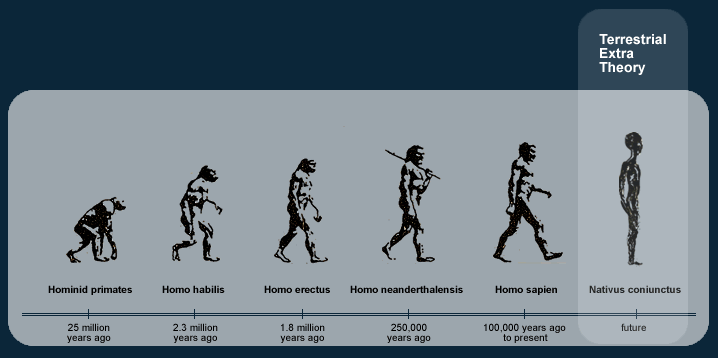 Terrestrial
Extra
Theory
Hominid primates
Homo habilis
Homo erectus
Homo neanderthalensis
Homo sapien
Nativus coniunctus
25 million
years ago
2.3 million
years ago
1.8 million
years ago
250,000
years ago
100,000 years ago
to present
future